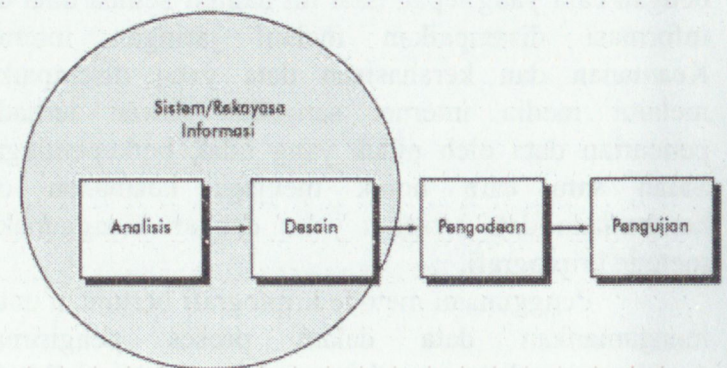 Sistem/Rekayasa
Informasi
Analisis
Desain
Pengodean
Pengujian